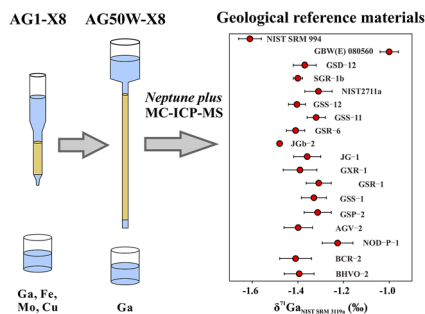 AG1-X8
AG50W-X8
Geological reference materials
Neptune plus
MC-ICP-MS
Ga, Fe,
Mo, Cu
Ga
NIST SRM 994
GBW(E) 080560
GSD-12
SGR-1b
NIST2711a
GSS-12
GSS-11
GSR-6
JGb-2
JG-1
GXR-1
GSR-1
GSS-1
GSP-2
AGV-2
NOD-P-1
BCR-2
BHVO-2
-1.6 -1.4 -1.2 -1.0
δ⁷¹Ga NIST SRM 3119a (‰)